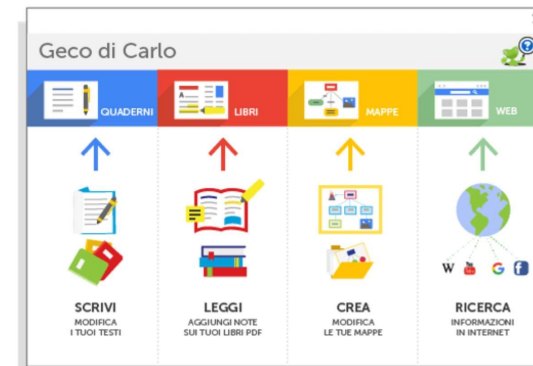 Geco di Carlo
QUADERNI
LIBRI
MAPPE
WEB
SCRIVI
MODIFICA
I TUOI TESTI
LEGGI
AGGIUNGI NOTE
SUI TUOI LIBRI PDF
CREA
MODIFICA
LE TUE MAPPE
W You G f
RICERCA
INFORMAZIONI
IN INTERNET